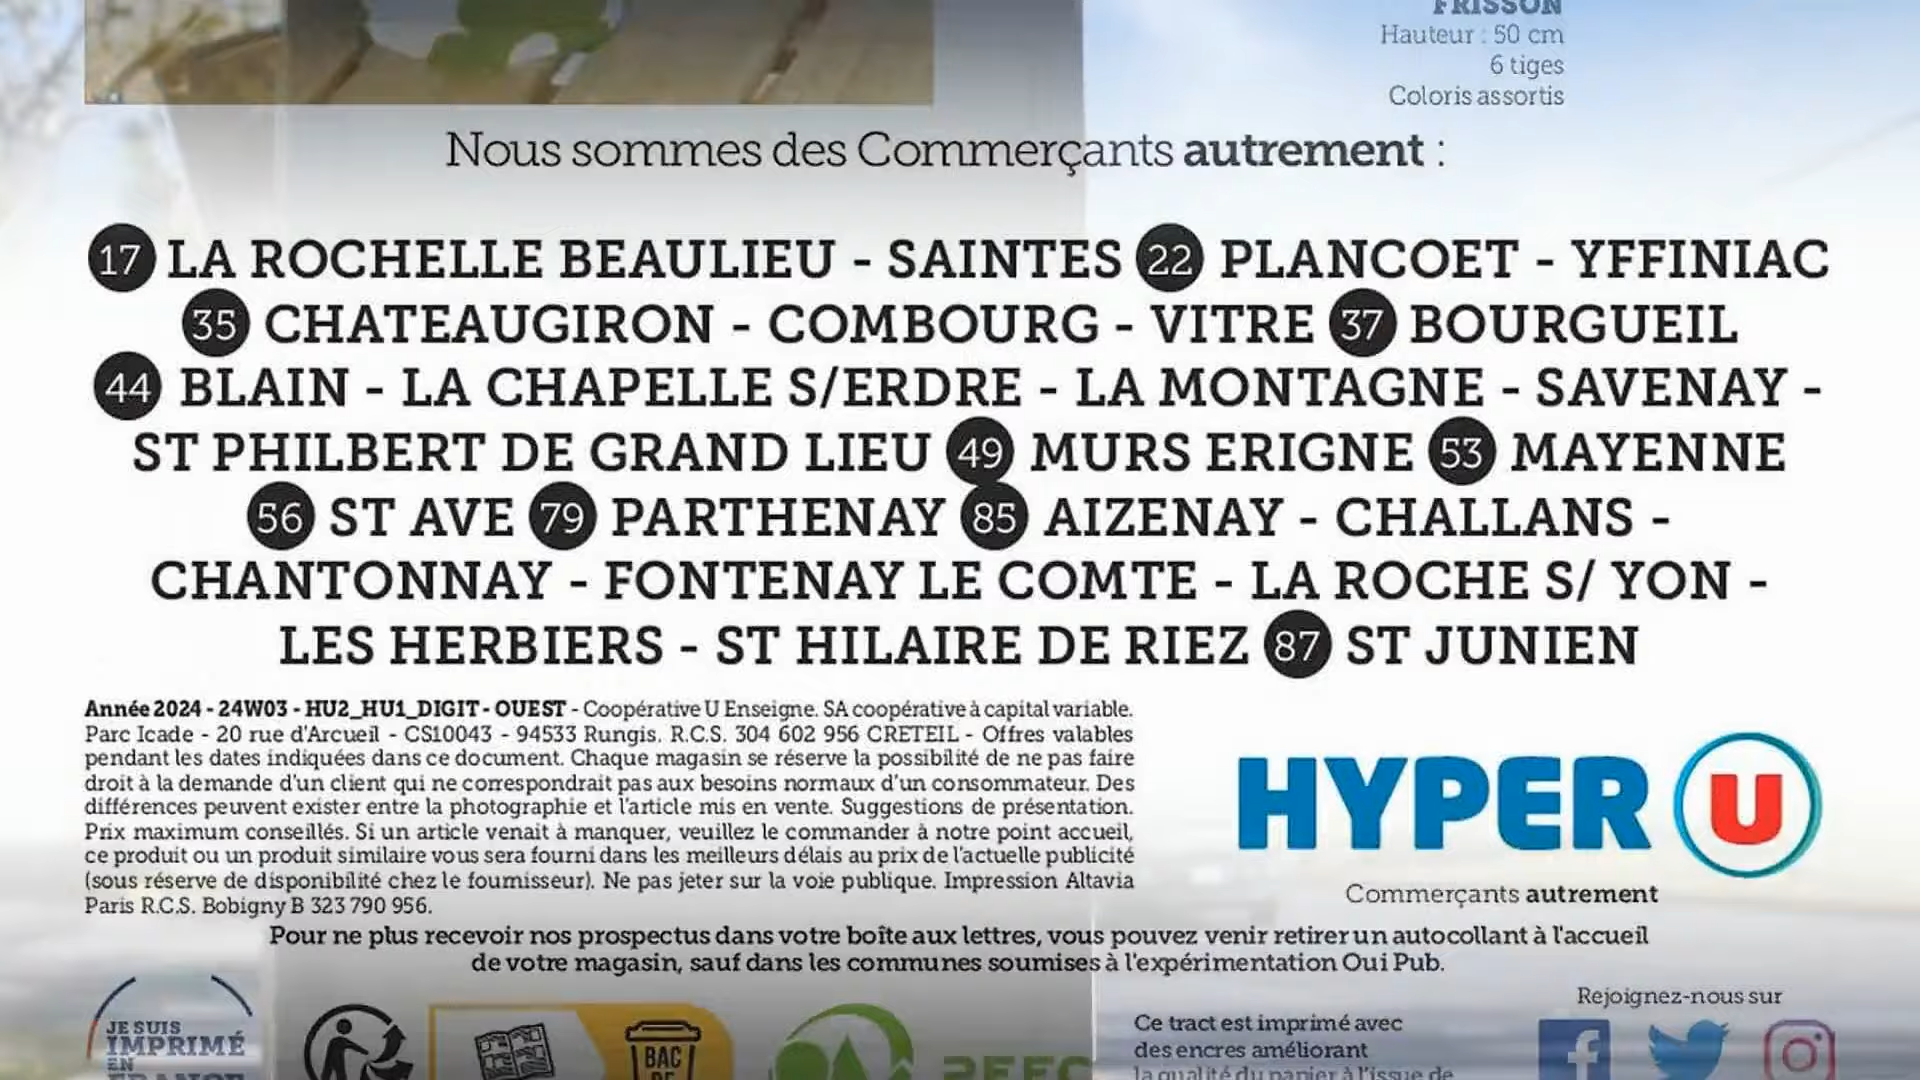 FRISSON
Hauteur : 50 cm
6 tiges
Coloris assortis
Nous sommes des Commerçants autrement :
17 LA ROCHELLE BEAULIEU - SAINTES 22 PLANCOET - YFFINIAC
35 CHATEAUGIRON - COMBOURG - VITRE 37 BOURGUEIL
44 BLAIN - LA CHAPELLE S/ERDRE - LA MONTAGNE - SAVENAY -
ST PHILBERT DE GRAND LIEU 49 MURS ERIGNE 53 MAYENNE
56 ST AVE 79 PARTHENAY 85 AIZENAY - CHALLANS -
CHANTONNAY - FONTENAY LE COMTE - LA ROCHE S/ YON -
LES HERBIERS - ST HILAIRE DE RIEZ 87 ST JUNIEN
Année 2024 - 24W03 - HU2_HU1_DIGIT - OUEST - Coopérative U Enseigne. SA coopérative à capital variable.
Parc Icade - 20 rue d'Arcueil - CS10043 - 94533 Rungis. R.C.S. 304 602 956 CRETEIL - Offres valables
pendant les dates indiquées dans ce document. Chaque magasin se réserve la possibilité de ne pas faire
droit à la demande d'un client qui ne correspondrait pas aux besoins normaux d'un consommateur. Des
différences peuvent exister entre la photographie et l'article mis en vente. Suggestions de présentation.
Prix maximum conseillés. Si un article venait à manquer, veuillez le commander à notre point accueil,
ce produit ou un produit similaire vous sera fourni dans les meilleurs délais au prix de l'actuelle publicité
(sous réserve de disponibilité chez le fournisseur). Ne pas jeter sur la voie publique. Impression Altavia
Paris R.C.S. Bobigny B 323 790 956.
HYPER U
Commerçants autrement
Pour ne plus recevoir nos prospectus dans votre boîte aux lettres, vous pouvez venir retirer un autocollant à l'accueil
de votre magasin, sauf dans les communes soumises à l'expérimentation Oui Pub.
JE SUIS
IMPRIMÉ
EN
FRANCE
BAC
DE
PEFC
Ce tract est imprimé avec
des encres améliorant
la qualité du papier à l'issue de
Rejoignez-nous sur